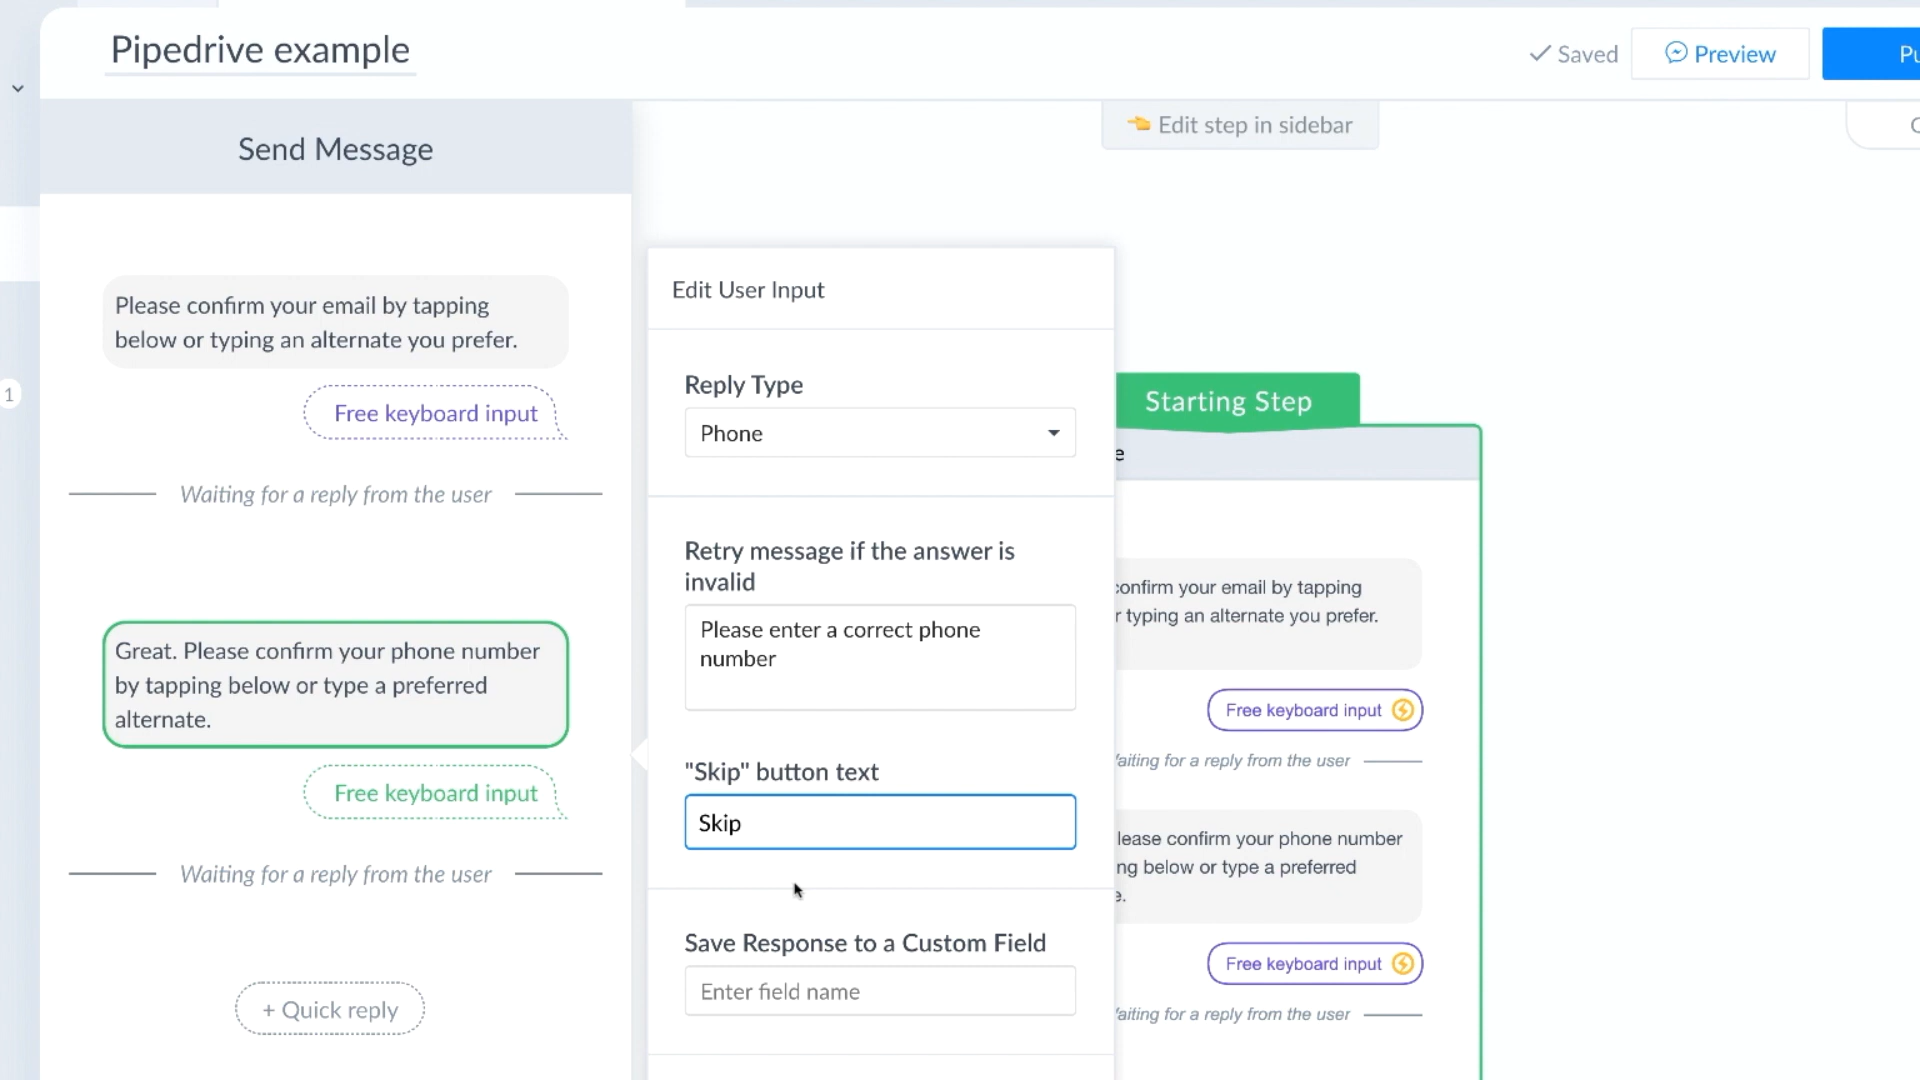 Pipedrive example
Saved
Preview
Pu
Send Message
Edit step in sidebar
Please confirm your email by tapping
below or typing an alternate you prefer.
Free keyboard input
Waiting for a reply from the user
1
Great. Please confirm your phone number
by tapping below or type a preferred
alternate.
Free keyboard input
Waiting for a reply from the user
+ Quick reply
Edit User Input
Reply Type
Phone
Retry message if the answer is
invalid
Please enter a correct phone
number
"Skip" button text
Skip
Save Response to a Custom Field
Enter field name
Starting Step
e
confirm your email by tapping
r typing an alternate you prefer.
Free keyboard input
aiting for a reply from the user
lease confirm your phone number
ng below or type a preferred
e.
Free keyboard input
aiting for a reply from the user